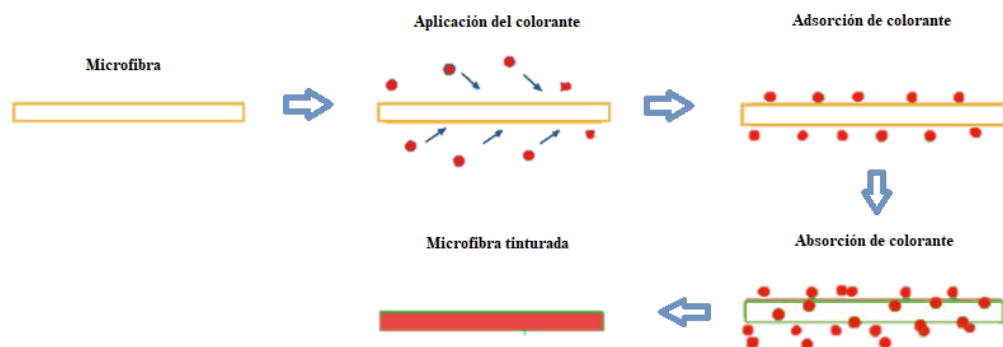 Microfibra
Aplicación del colorante
Adsorción de colorante
Absorción de colorante
Microfibra tinturada